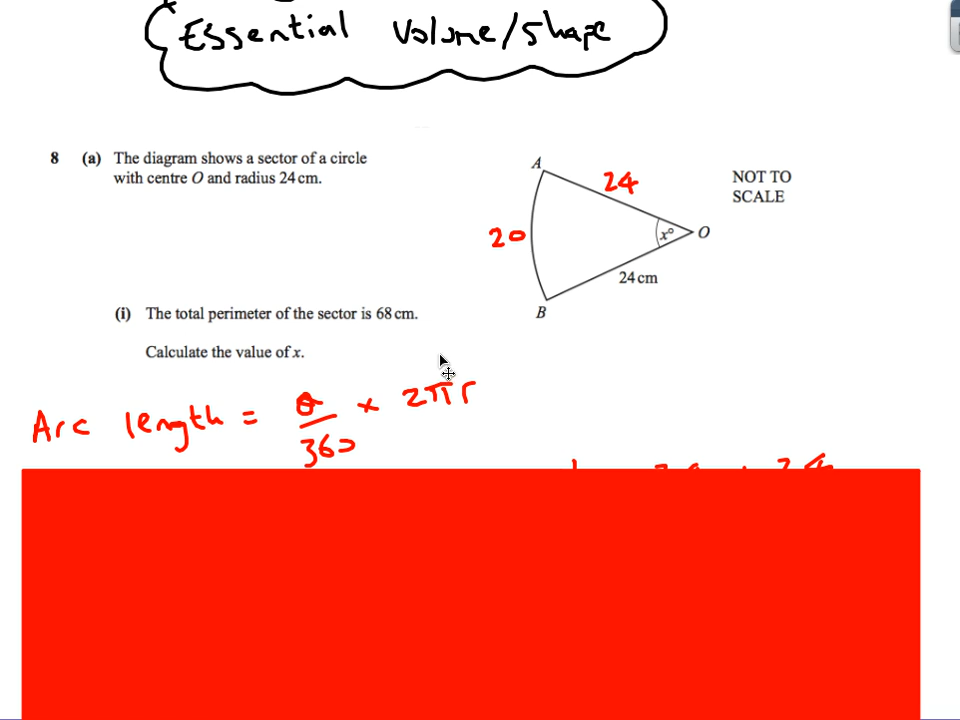 Essential Volume/Shape
8 (a) The diagram shows a sector of a circle
with centre O and radius 24 cm.
A
24
NOT TO
SCALE
20
x°
O
24 cm
B
(i) The total perimeter of the sector is 68 cm.
Calculate the value of x.
Arc length = θ/360 × 2πr